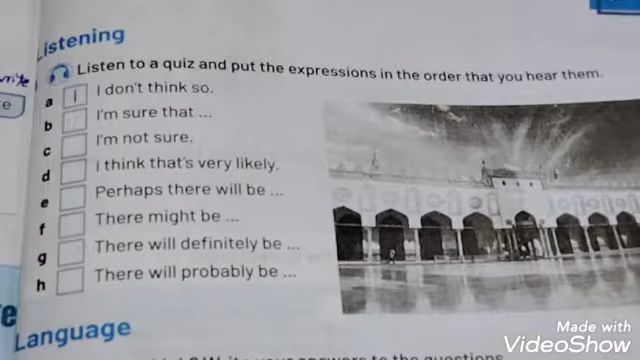 Listening
write
1 Listen to a quiz and put the expressions in the order that you hear them.
a 1 I don't think so.
b I'm sure that ...
c I'm not sure.
d I think that's very likely.
e Perhaps there will be ...
f There might be ...
g There will definitely be ...
h There will probably be ...
Language
Made with
VideoShow